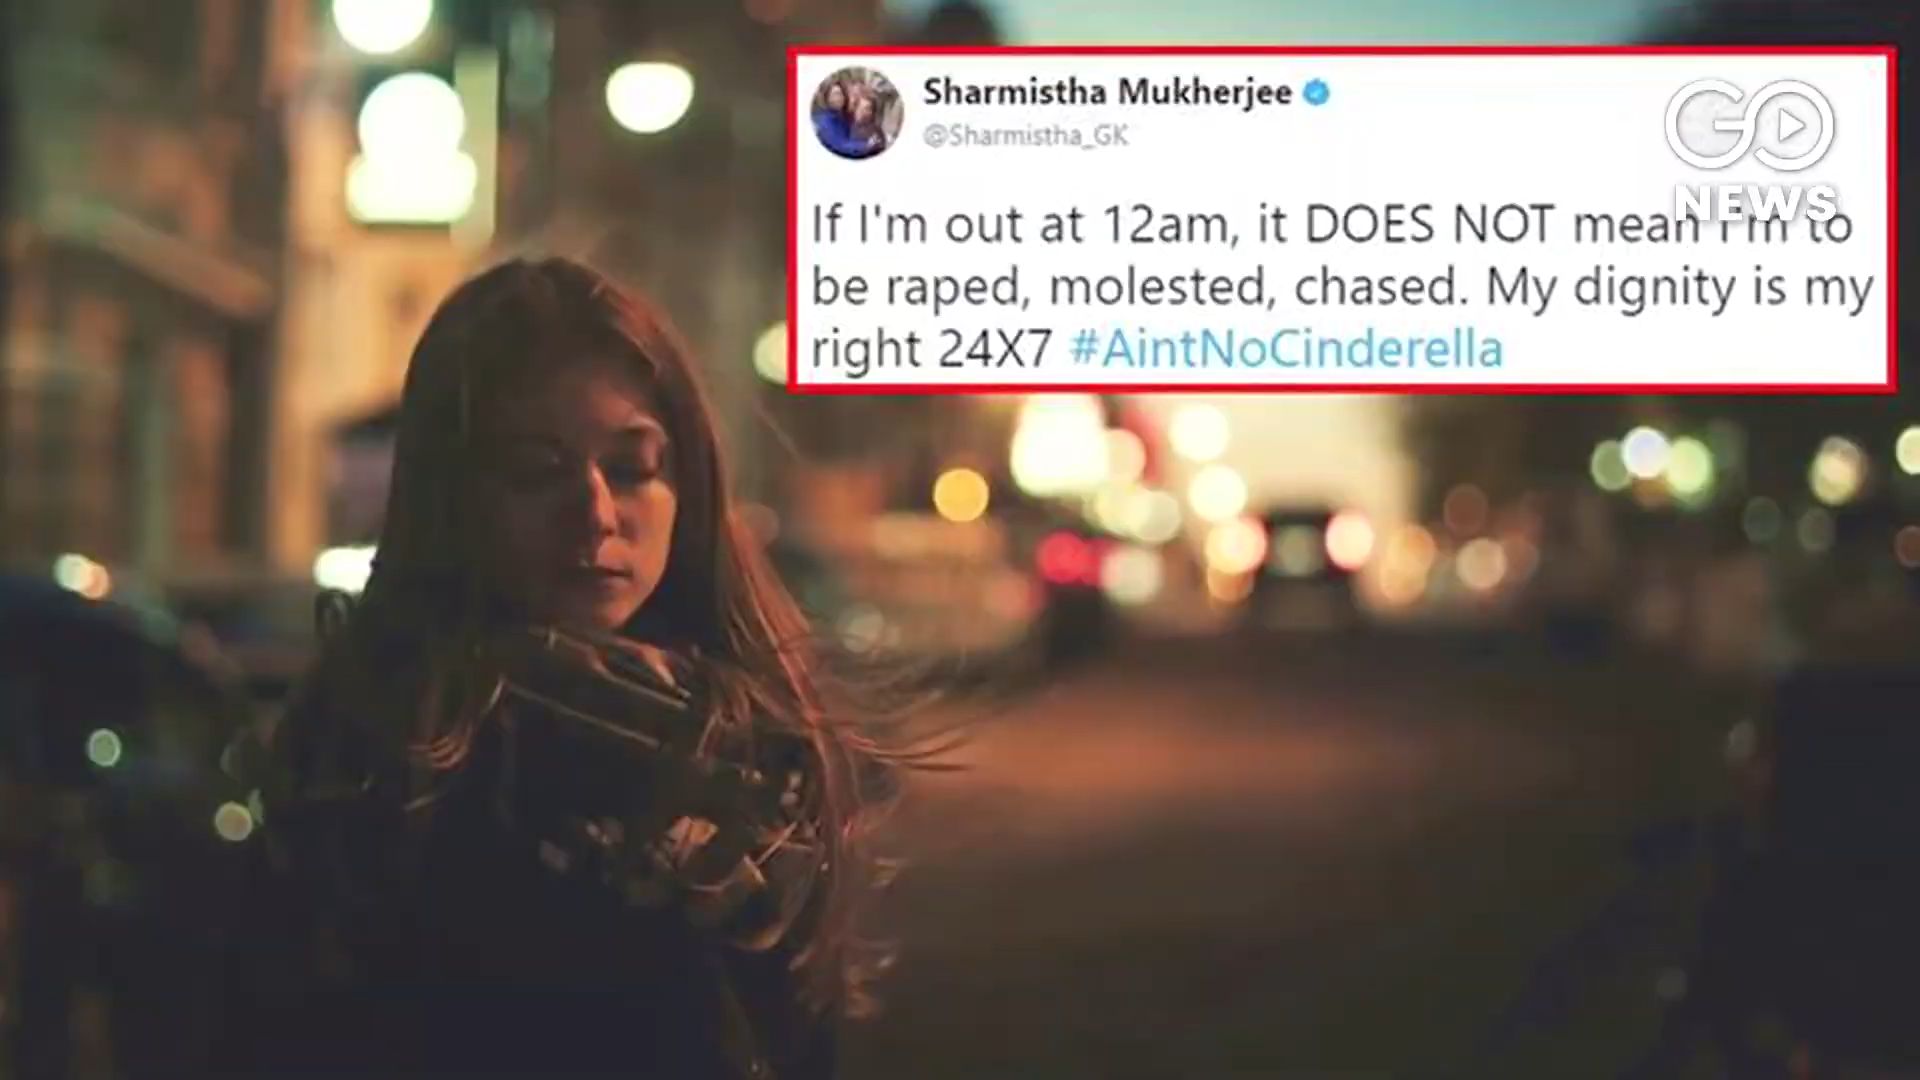 Sharmistha Mukherjee
@Sharmistha_GK
GO
NEWS
If I'm out at 12am, it DOES NOT mean I'm to
be raped, molested, chased. My dignity is my
right 24X7 #AintNoCinderella